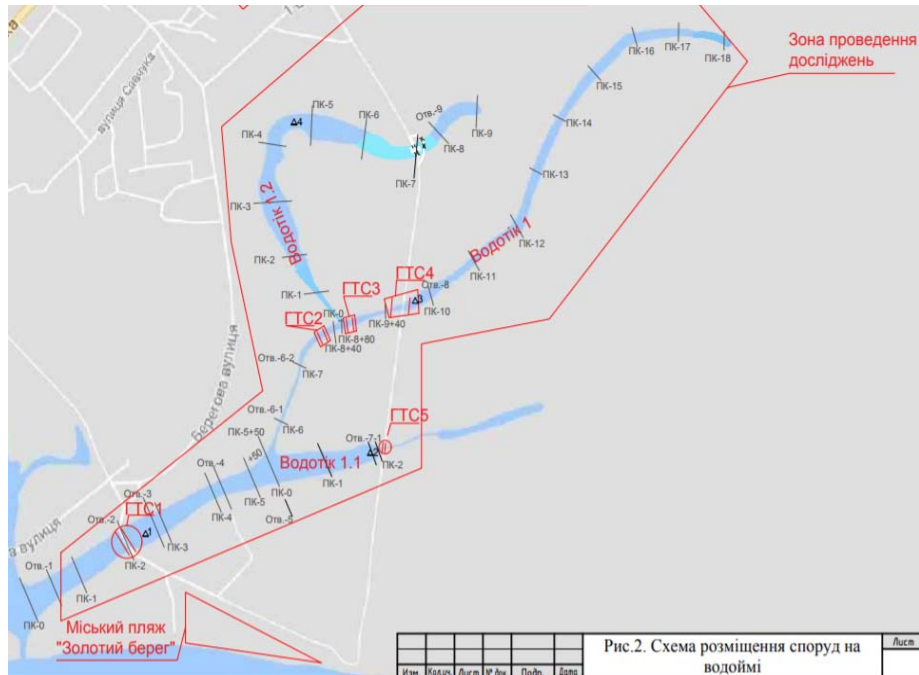 Зона проведення
досліджень
вулиця Савчука
ПК-16
ПК-17
ПК-18
ПК-15
ПК-14
ПК-13
ПК-12
ПК-11
ПК-10
Водотік 1
ПК-5
Δ4
ПК-4
ПК-6
Отв.-9
ПК-9
ПК-8
ПК-7
ПК-3
Водотік 1.2
ПК-2
ПК-1
ГТС4
Отв.-8
Δ3
ГТС3
ПК-0
ПК-9+40
ГТС2
ПК-8+80
ПК-8+40
Отв.-6-2
ПК-7
Берегова вулиця
Отв.-6-1
ПК-6
ГТС5
ПК-5+50
Отв.-7-1
Δ2
ПК-2
Водотік 1.1
ПК-1
+50
Отв.-4
ПК-0
ПК-5
Отв.-5
ПК-4
Отв.-3
ГТС1
Отв.-2
Δ1
ПК-3
ПК-2
а вулиця
Отв.-1
ПК-1
ПК-0
Міський пляж
"Золотий берег"
Рис.2. Схема розміщення споруд на
водоймі
Лист
Изм. Кол.уч. Лист № док. Подп. Дата